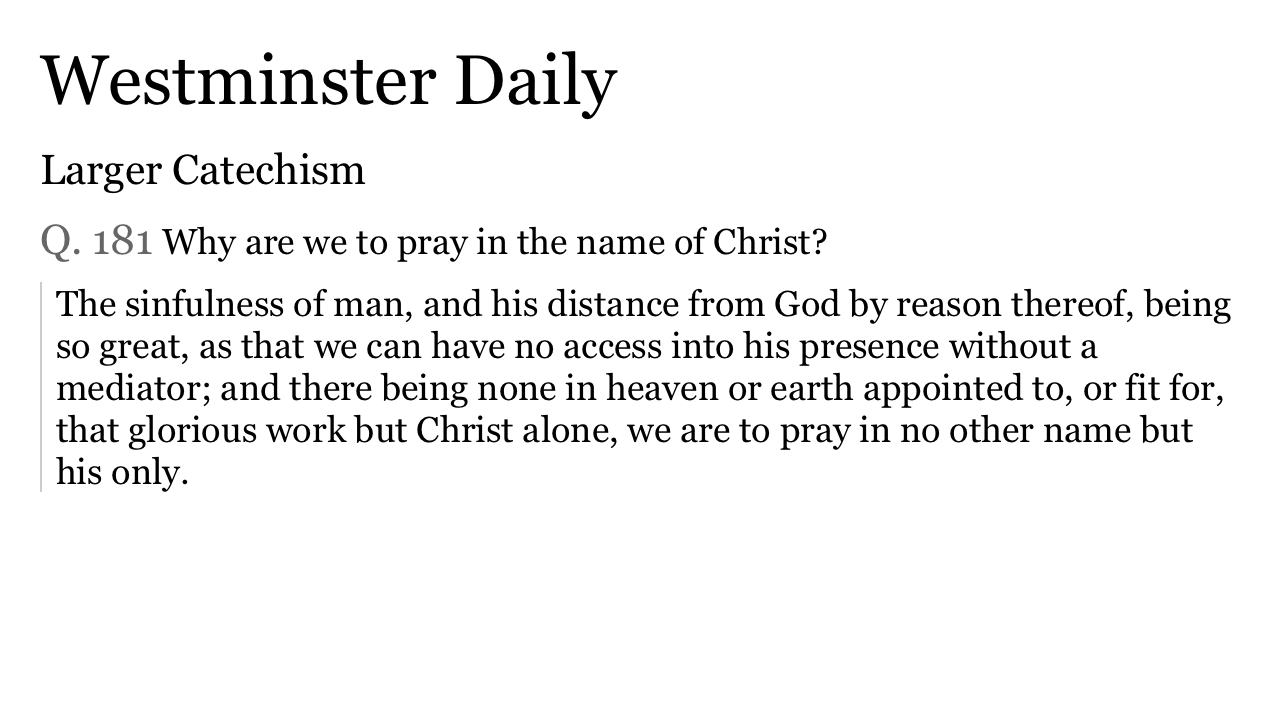 Westminster Daily
Larger Catechism
Q. 181 Why are we to pray in the name of Christ?
The sinfulness of man, and his distance from God by reason thereof, being
so great, as that we can have no access into his presence without a
mediator; and there being none in heaven or earth appointed to, or fit for,
that glorious work but Christ alone, we are to pray in no other name but
his only.